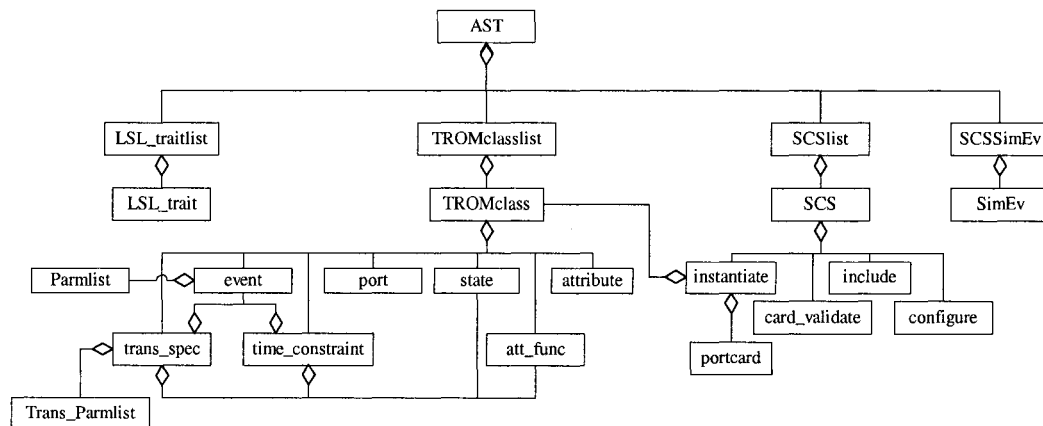 AST
LSL_traitlist
TROMclasslist
SCSlist
SCSSimEv
LSL_trait
TROMclass
SCS
SimEv
Parmlist
event
port
state
attribute
instantiate
include
card_validate
configure
trans_spec
time_constraint
att_func
portcard
Trans_Parmlist